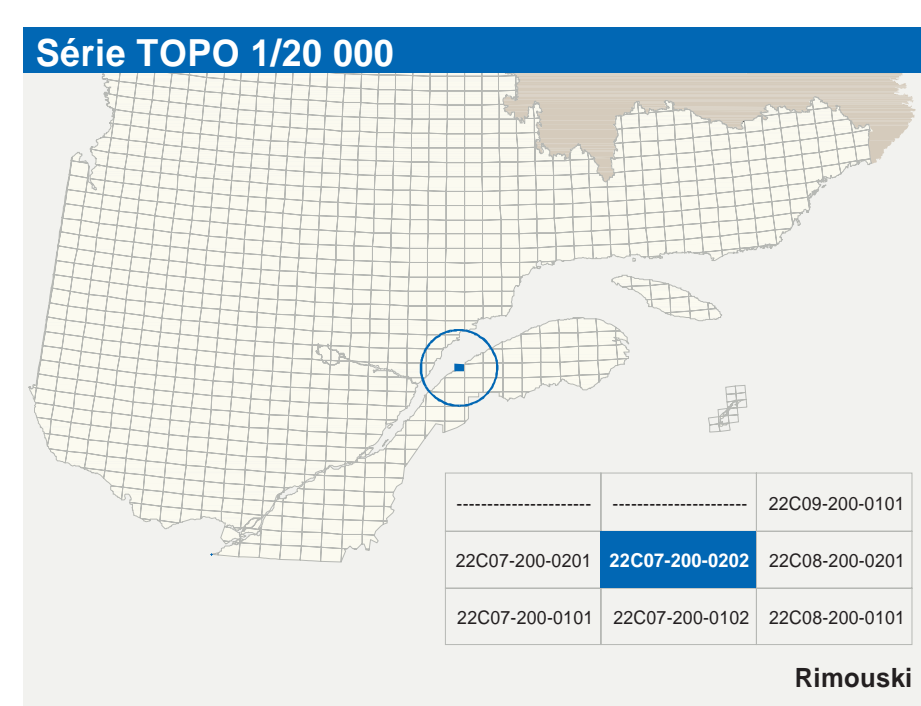 Série TOPO 1/20 000
---------------------- ---------------------- 22C09-200-0101
22C07-200-0201 22C07-200-0202 22C08-200-0201
22C07-200-0101 22C07-200-0102 22C08-200-0101
Rimouski